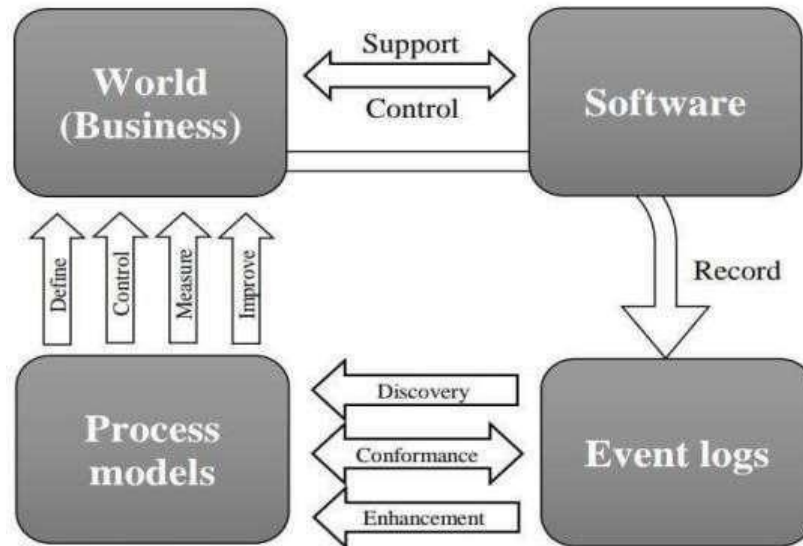 World
(Business)
Support
Control
Software
Define
Control
Measure
Improve
Record
Process
models
Discovery
Conformance
Enhancement
Event logs